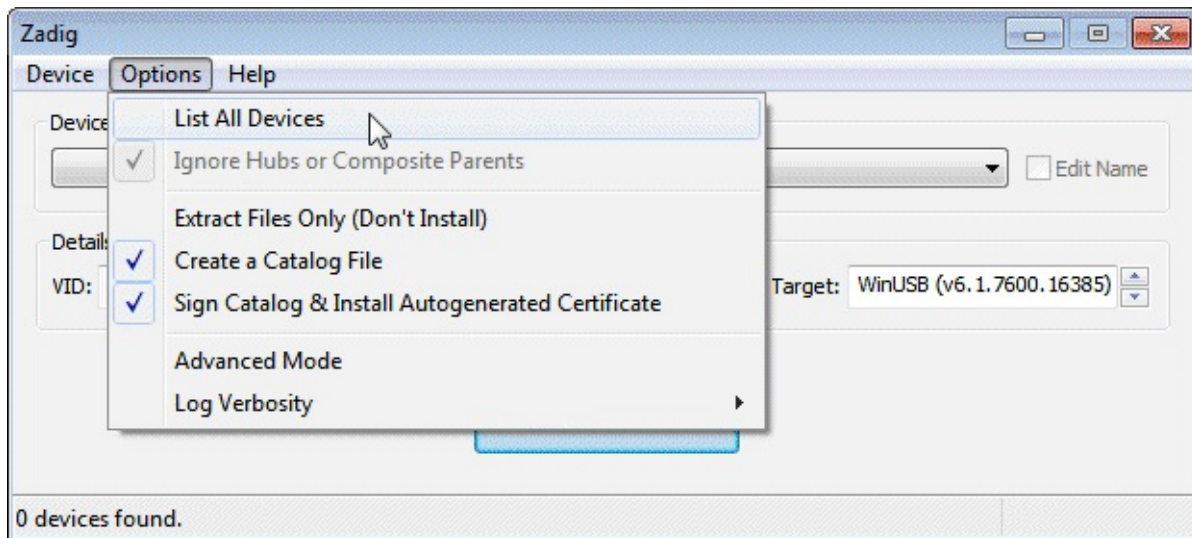 Zadig
Device Options Help
List All Devices
Device
Ignore Hubs or Composite Parents
Edit Name
Extract Files Only (Don't Install)
Details
Create a Catalog File
VID:
Target: WinUSB (v6.1.7600.16385)
Sign Catalog & Install Autogenerated Certificate
Advanced Mode
Log Verbosity
0 devices found.